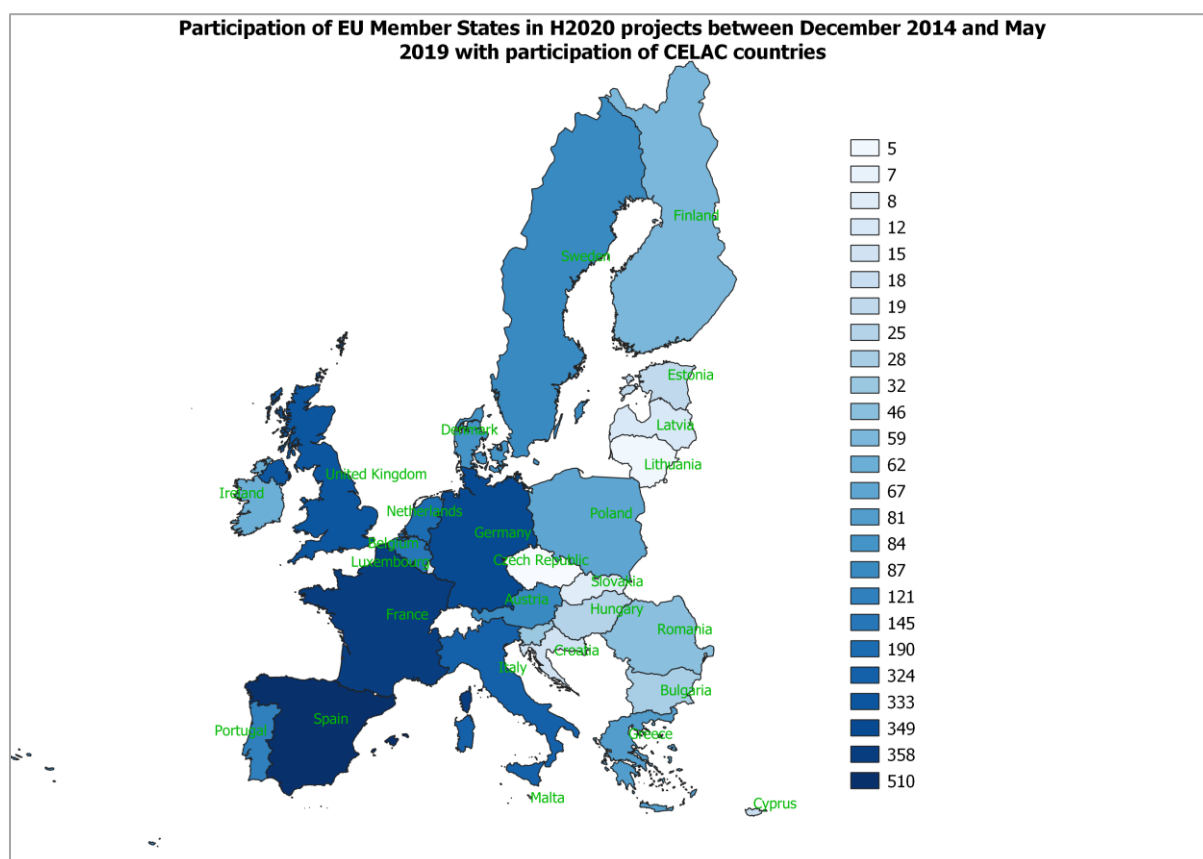 Participation of EU Member States in H2020 projects between December 2014 and May
2019 with participation of CELAC countries
5
7
8
12
15
18
19
25
28
32
46
59
62
67
81
84
87
121
145
190
324
333
349
358
510
Finland
Sweden
Estonia
Latvia
Denmark
Lithuania
United Kingdom
Ireland
Netherlands
Poland
Germany
Belgium
Luxembourg
Czech Republic
Slovakia
Austria
Hungary
France
Romania
Croatia
Italy
Bulgaria
Spain
Portugal
Greece
Malta
Cyprus